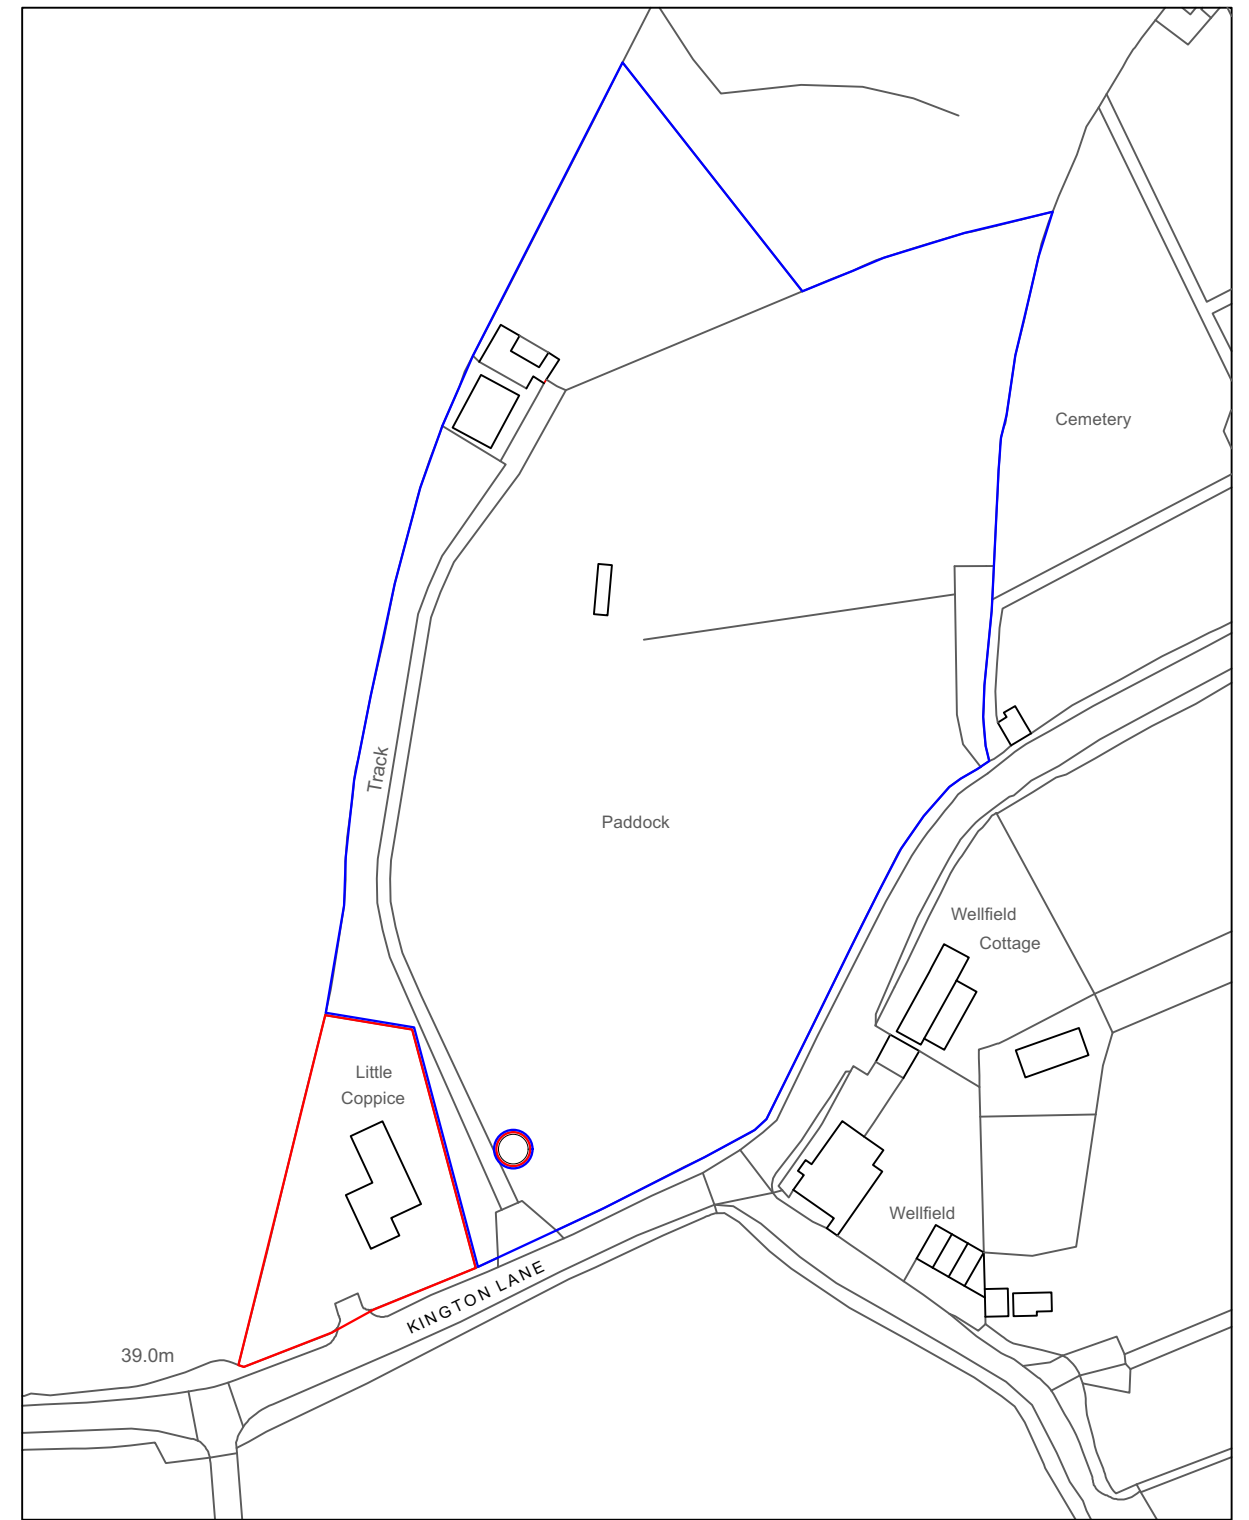 Cemetery
Track
Paddock
Wellfield
Cottage
Little
Coppice
Wellfield
KINGTON LANE
39.0m